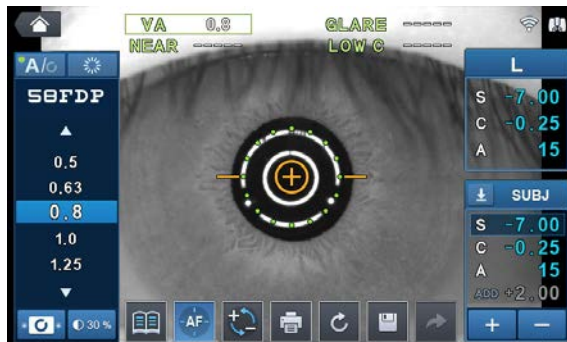 VA 0.8 GLARE -----
NEAR ----- LOW C -----
A/C
58FDP
0.5
0.63
0.8
1.0
1.25
30 %
L
S -7.00
C -0.25
A 15
SUBJ
S -7.00
C -0.25
A 15
ADD +2.00
AF
+ -